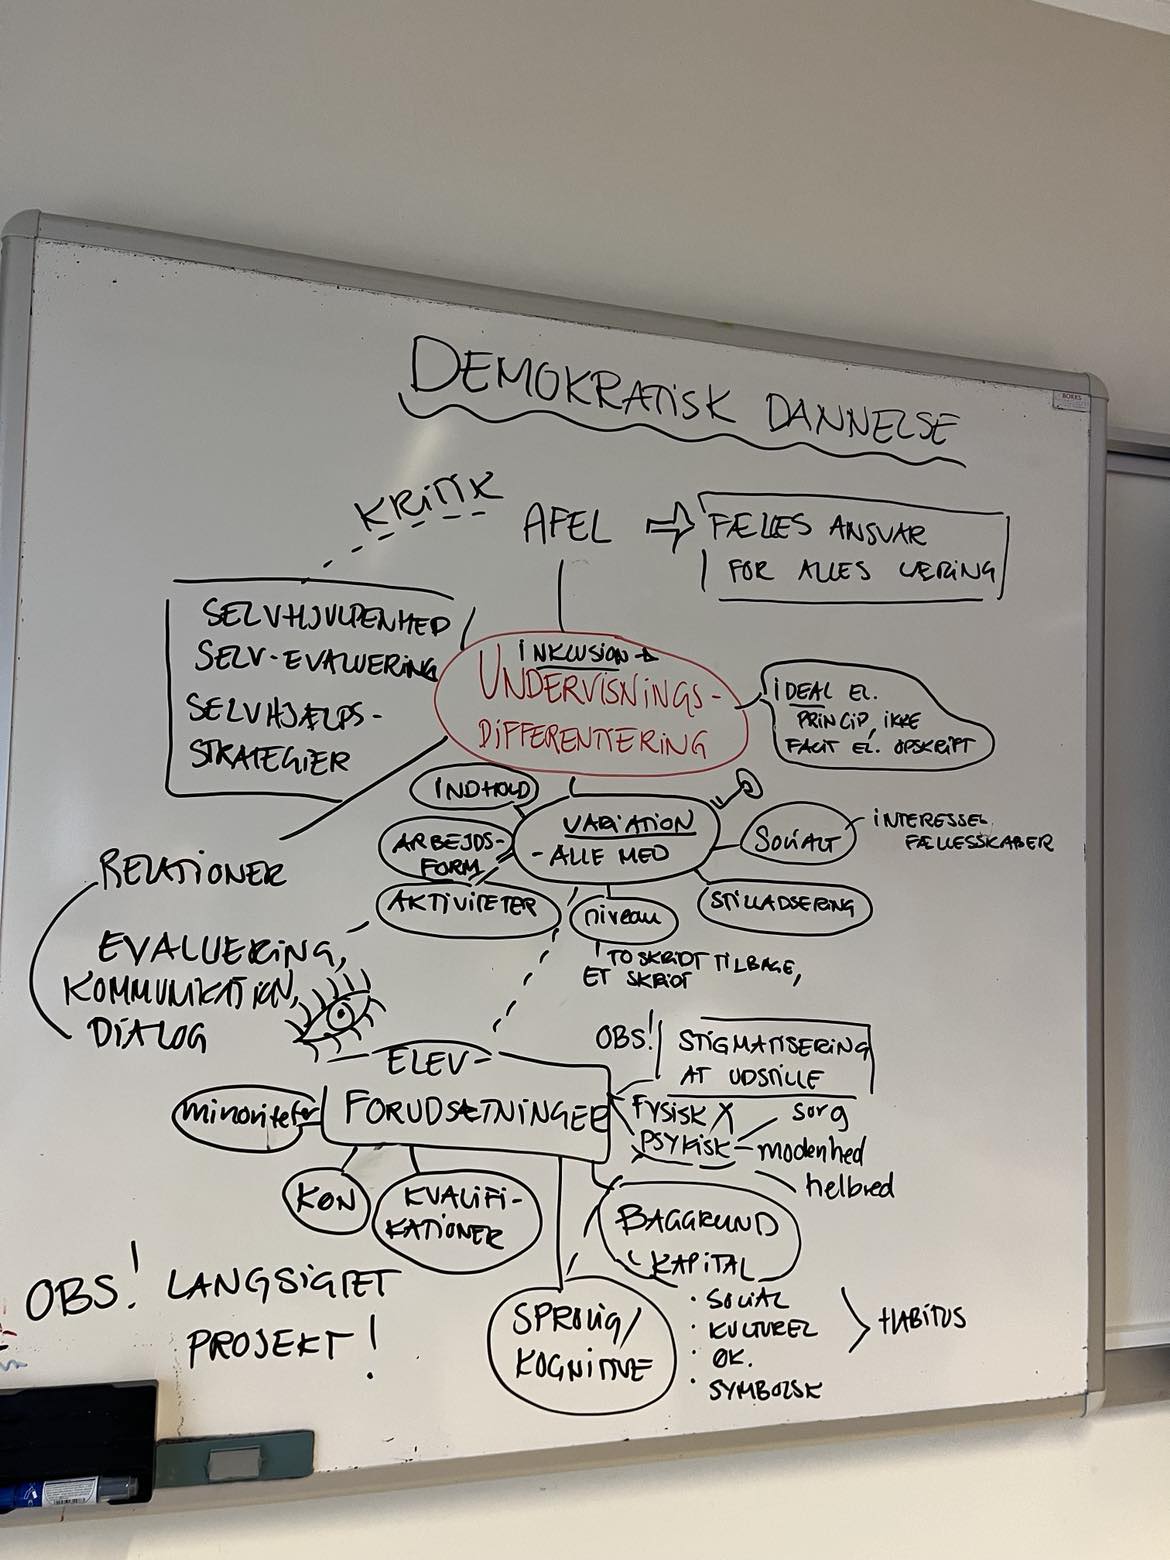 DEMOKRATISK DANNELSE
KRITIK
AFEL ⇒ FÆLLES ANSVAR
FOR ALLES LÆRING
SELVHJULPENHED
SELV-EVALUERING
SELVHJÆLPS-
STRATEGIER
INKLUSION →
UNDERVISNINGS-
DIFFERENTIERING
IDEAL EL.
PRINCIP, IKKE
FACIT EL. OPSKRIFT
INDHOLD
ARBEJDS-
FORM
AKTIVITETER
VARIATION
- ALLE MED
SOCIALT
INTERESSE
FÆLLESSKABER
STILLADSERING
niveau
TO SKRIDT TILBAGE,
ET SKRIDT
RELATIONER
EVALUERING,
KOMMUNIKATION,
DIALOG
ELEV-
FORUDSÆTNINGER
OBS! STIGMATISERING
AT UDSTILLE
minoriteter
FYSISK
PSYKISK
sorg
modenhed
helbred
KØN
KVALIFI-
KATIONER
BAGGRUND
KAPITAL
· SOCIAL
· KULTUREL
· ØK.
· SYMBOLSK
HABITUS
SPROLIG/
KOGNITIVE
OBS! LANGSIGTET
PROJEKT!